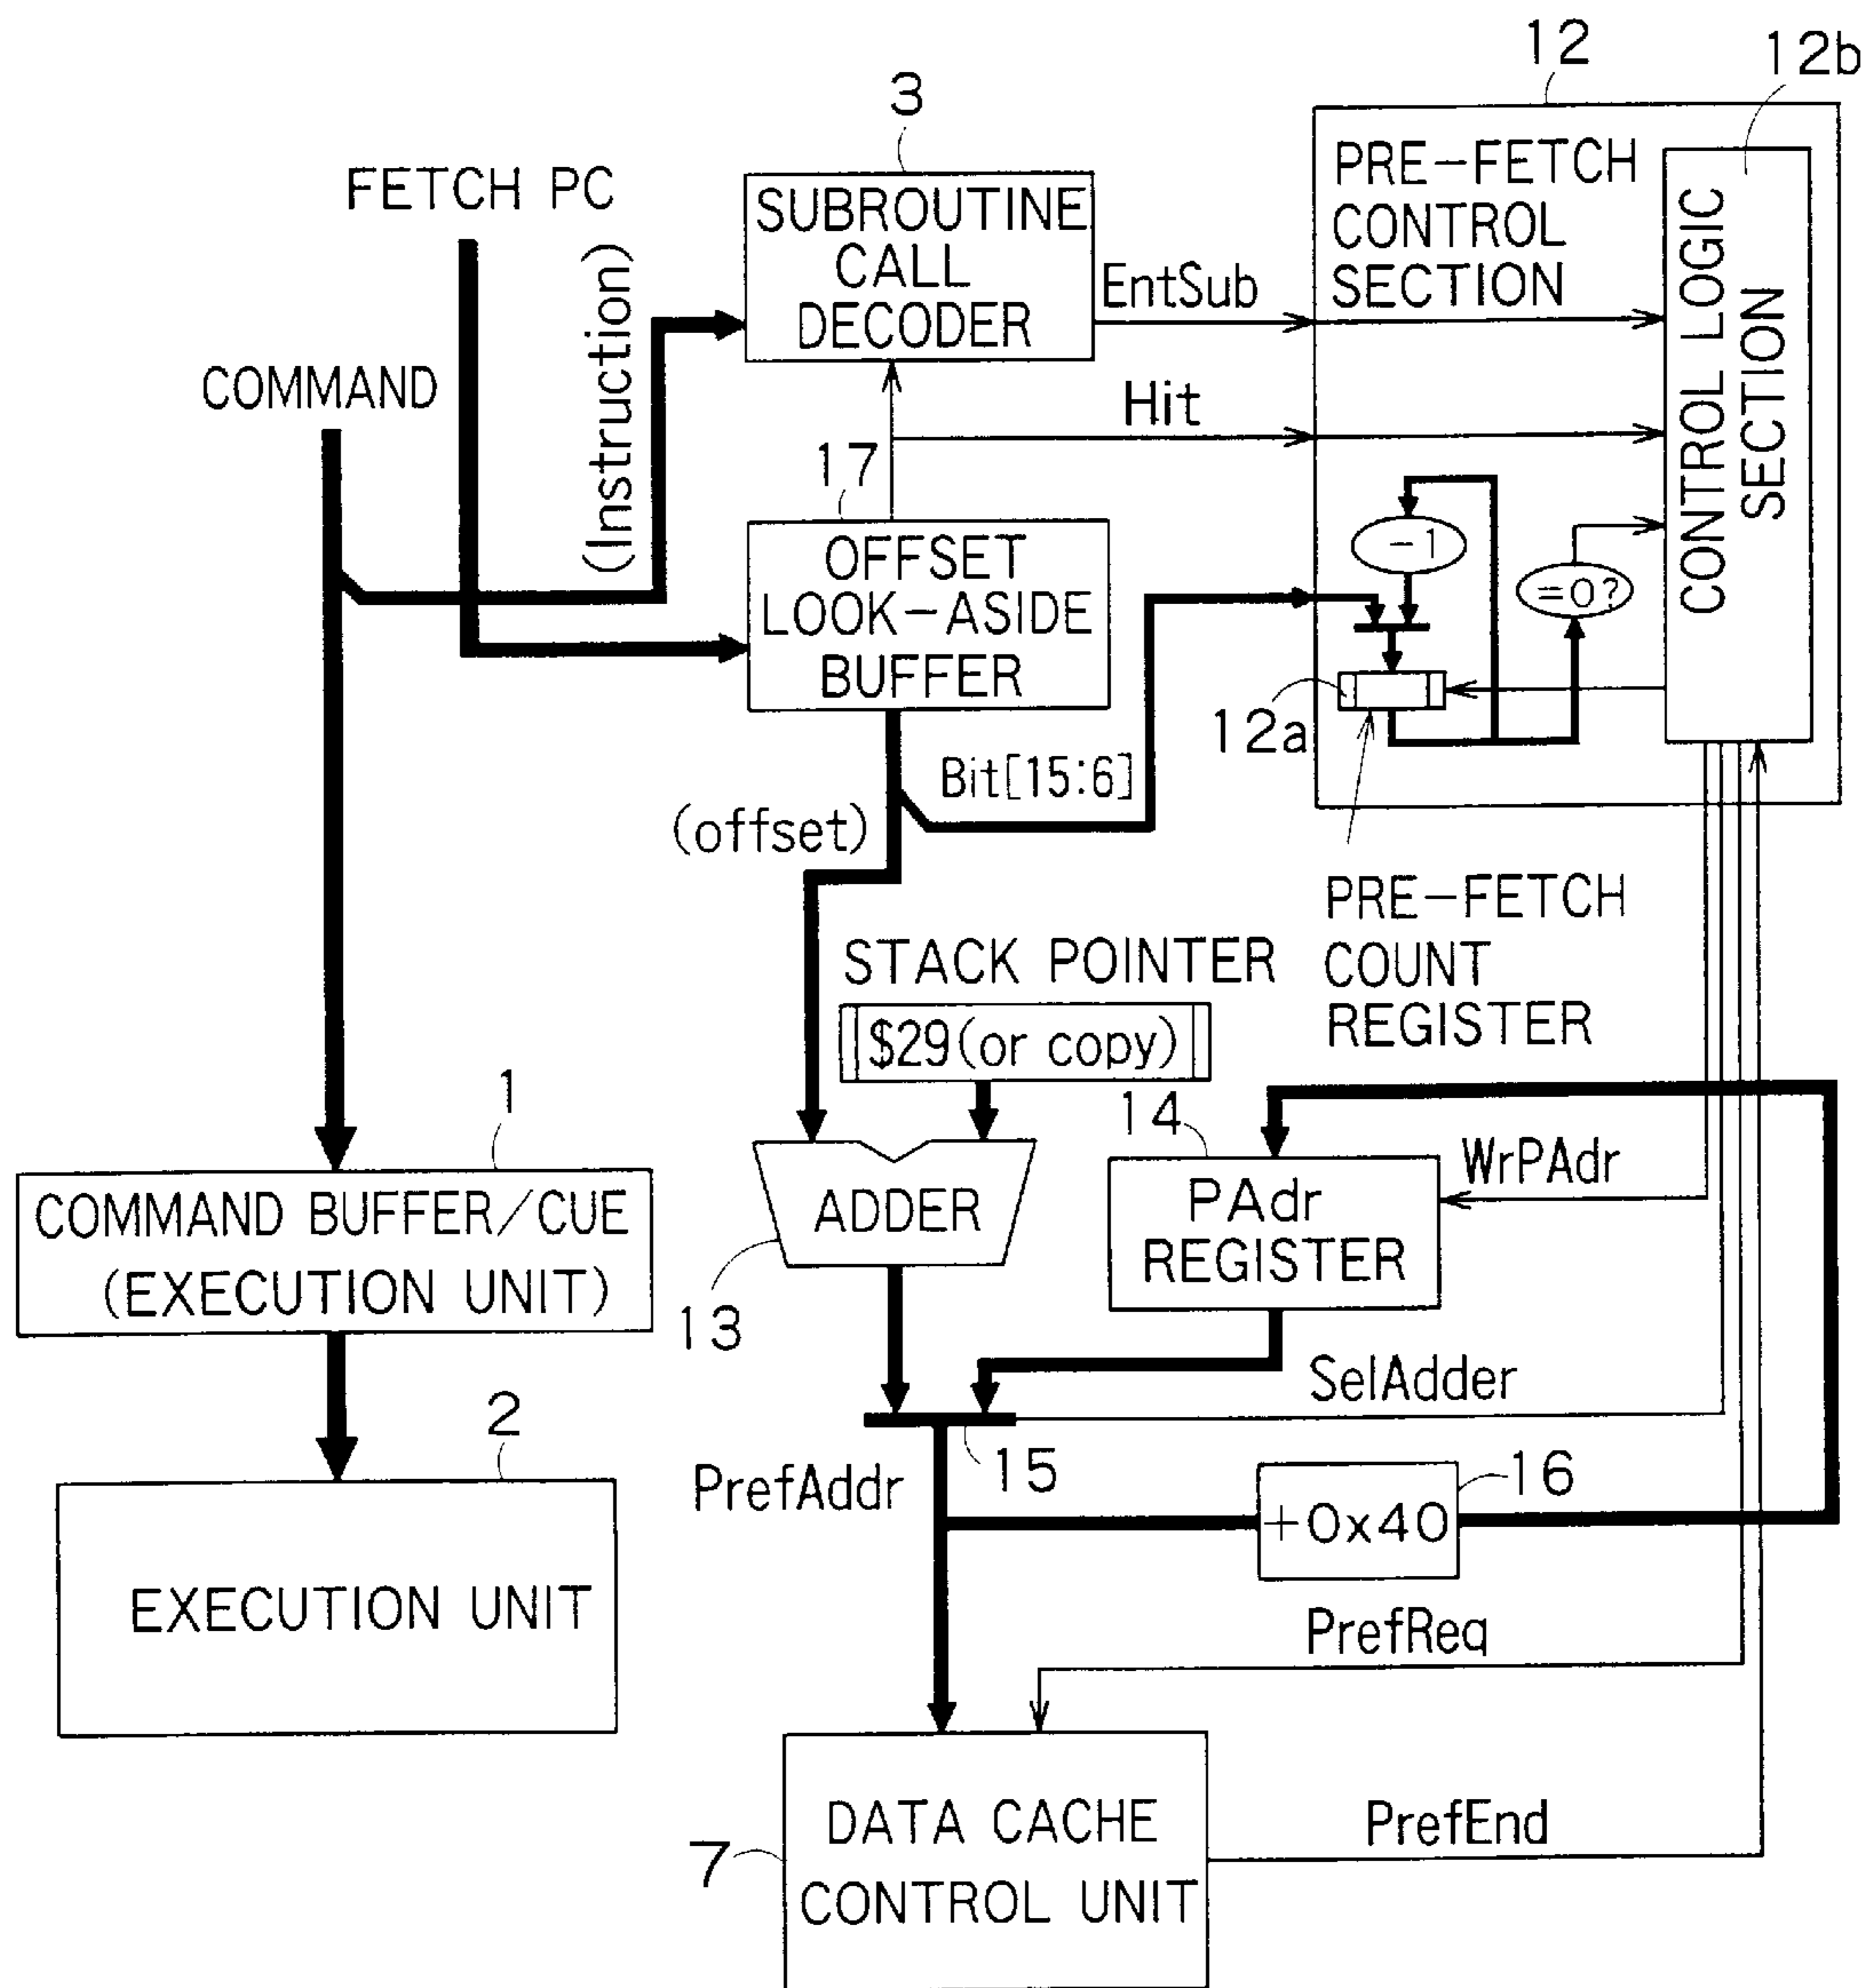 12
12b
3
FETCH PC
SUBROUTINE
CALL
DECODER
PRE-FETCH
CONTROL
SECTION
CONTROL LOGIC
SECTION
(Instruction)
EntSub
COMMAND
Hit
17
OFFSET
LOOK-ASIDE
BUFFER
-1
=0?
12a
Bit[15:6]
(offset)
PRE-FETCH
COUNT
REGISTER
STACK POINTER
$29(or copy)
1
14
WrPAdr
COMMAND BUFFER/CUE
(EXECUTION UNIT)
ADDER
PAdr
REGISTER
13
SelAdder
2
15
16
PrefAddr
+0x40
EXECUTION UNIT
PrefReq
DATA CACHE
CONTROL UNIT
PrefEnd
7